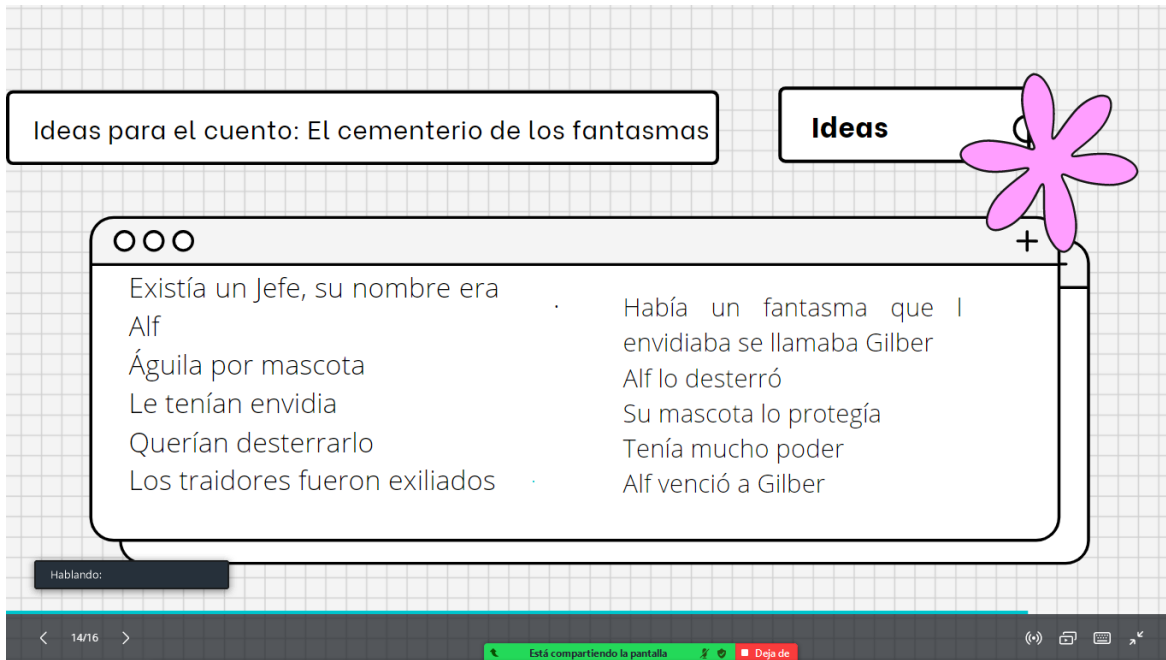 Ideas para el cuento: El cementerio de los fantasmas
Ideas
Existía un Jefe, su nombre era
Alf
Águila por mascota
Le tenían envidia
Querían desterrarlo
Los traidores fueron exiliados
Había un fantasma que l
envidiaba se llamaba Gilber
Alf lo desterró
Su mascota lo protegía
Tenía mucho poder
Alf venció a Gilber
Hablando:
14/16
Está compartiendo la pantalla
Deja de